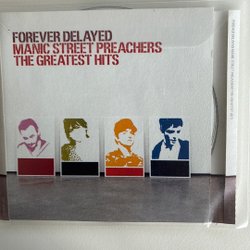 FOREVER DELAYED
MANIC STREET PREACHERS
THE GREATEST HITS